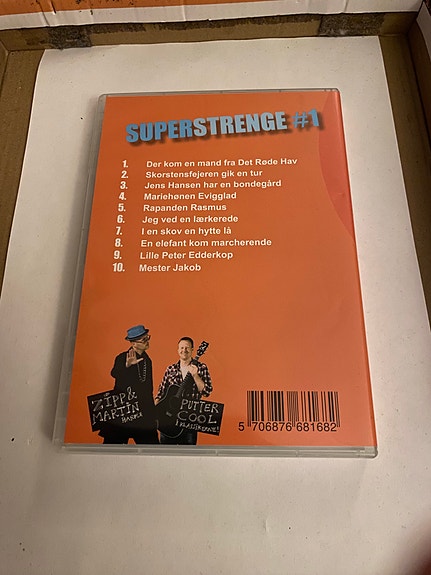 SUPERSTRENGE #1
1. Der kom en mand fra Det Røde Hav
2. Skorstensfejeren gik en tur
3. Jens Hansen har en bondegård
4. Mariehønen Evigglad
5. Rapanden Rasmus
6. Jeg ved en lærkerede
7. I en skov en hytte lå
8. En elefant kom marcherende
9. Lille Peter Edderkop
10. Mester Jakob
ZIPP &
MARTIN
HARDER
PUTTER
COOL
I KLASSIKERNE!
5 706876 681682